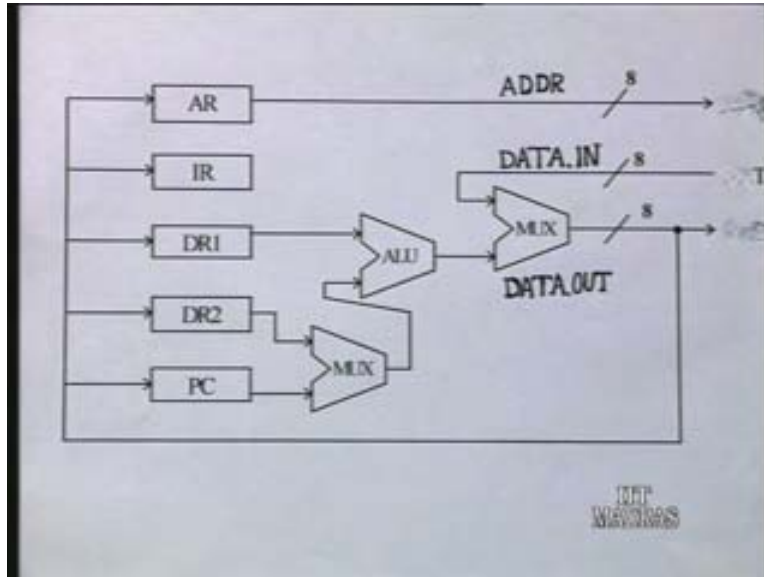 ADDR 8
AR
DATA.IN 8
T
IR
8
MUX
DR1
ALU
DATA.OUT
DR2
MUX
PC
IIT
MADRAS